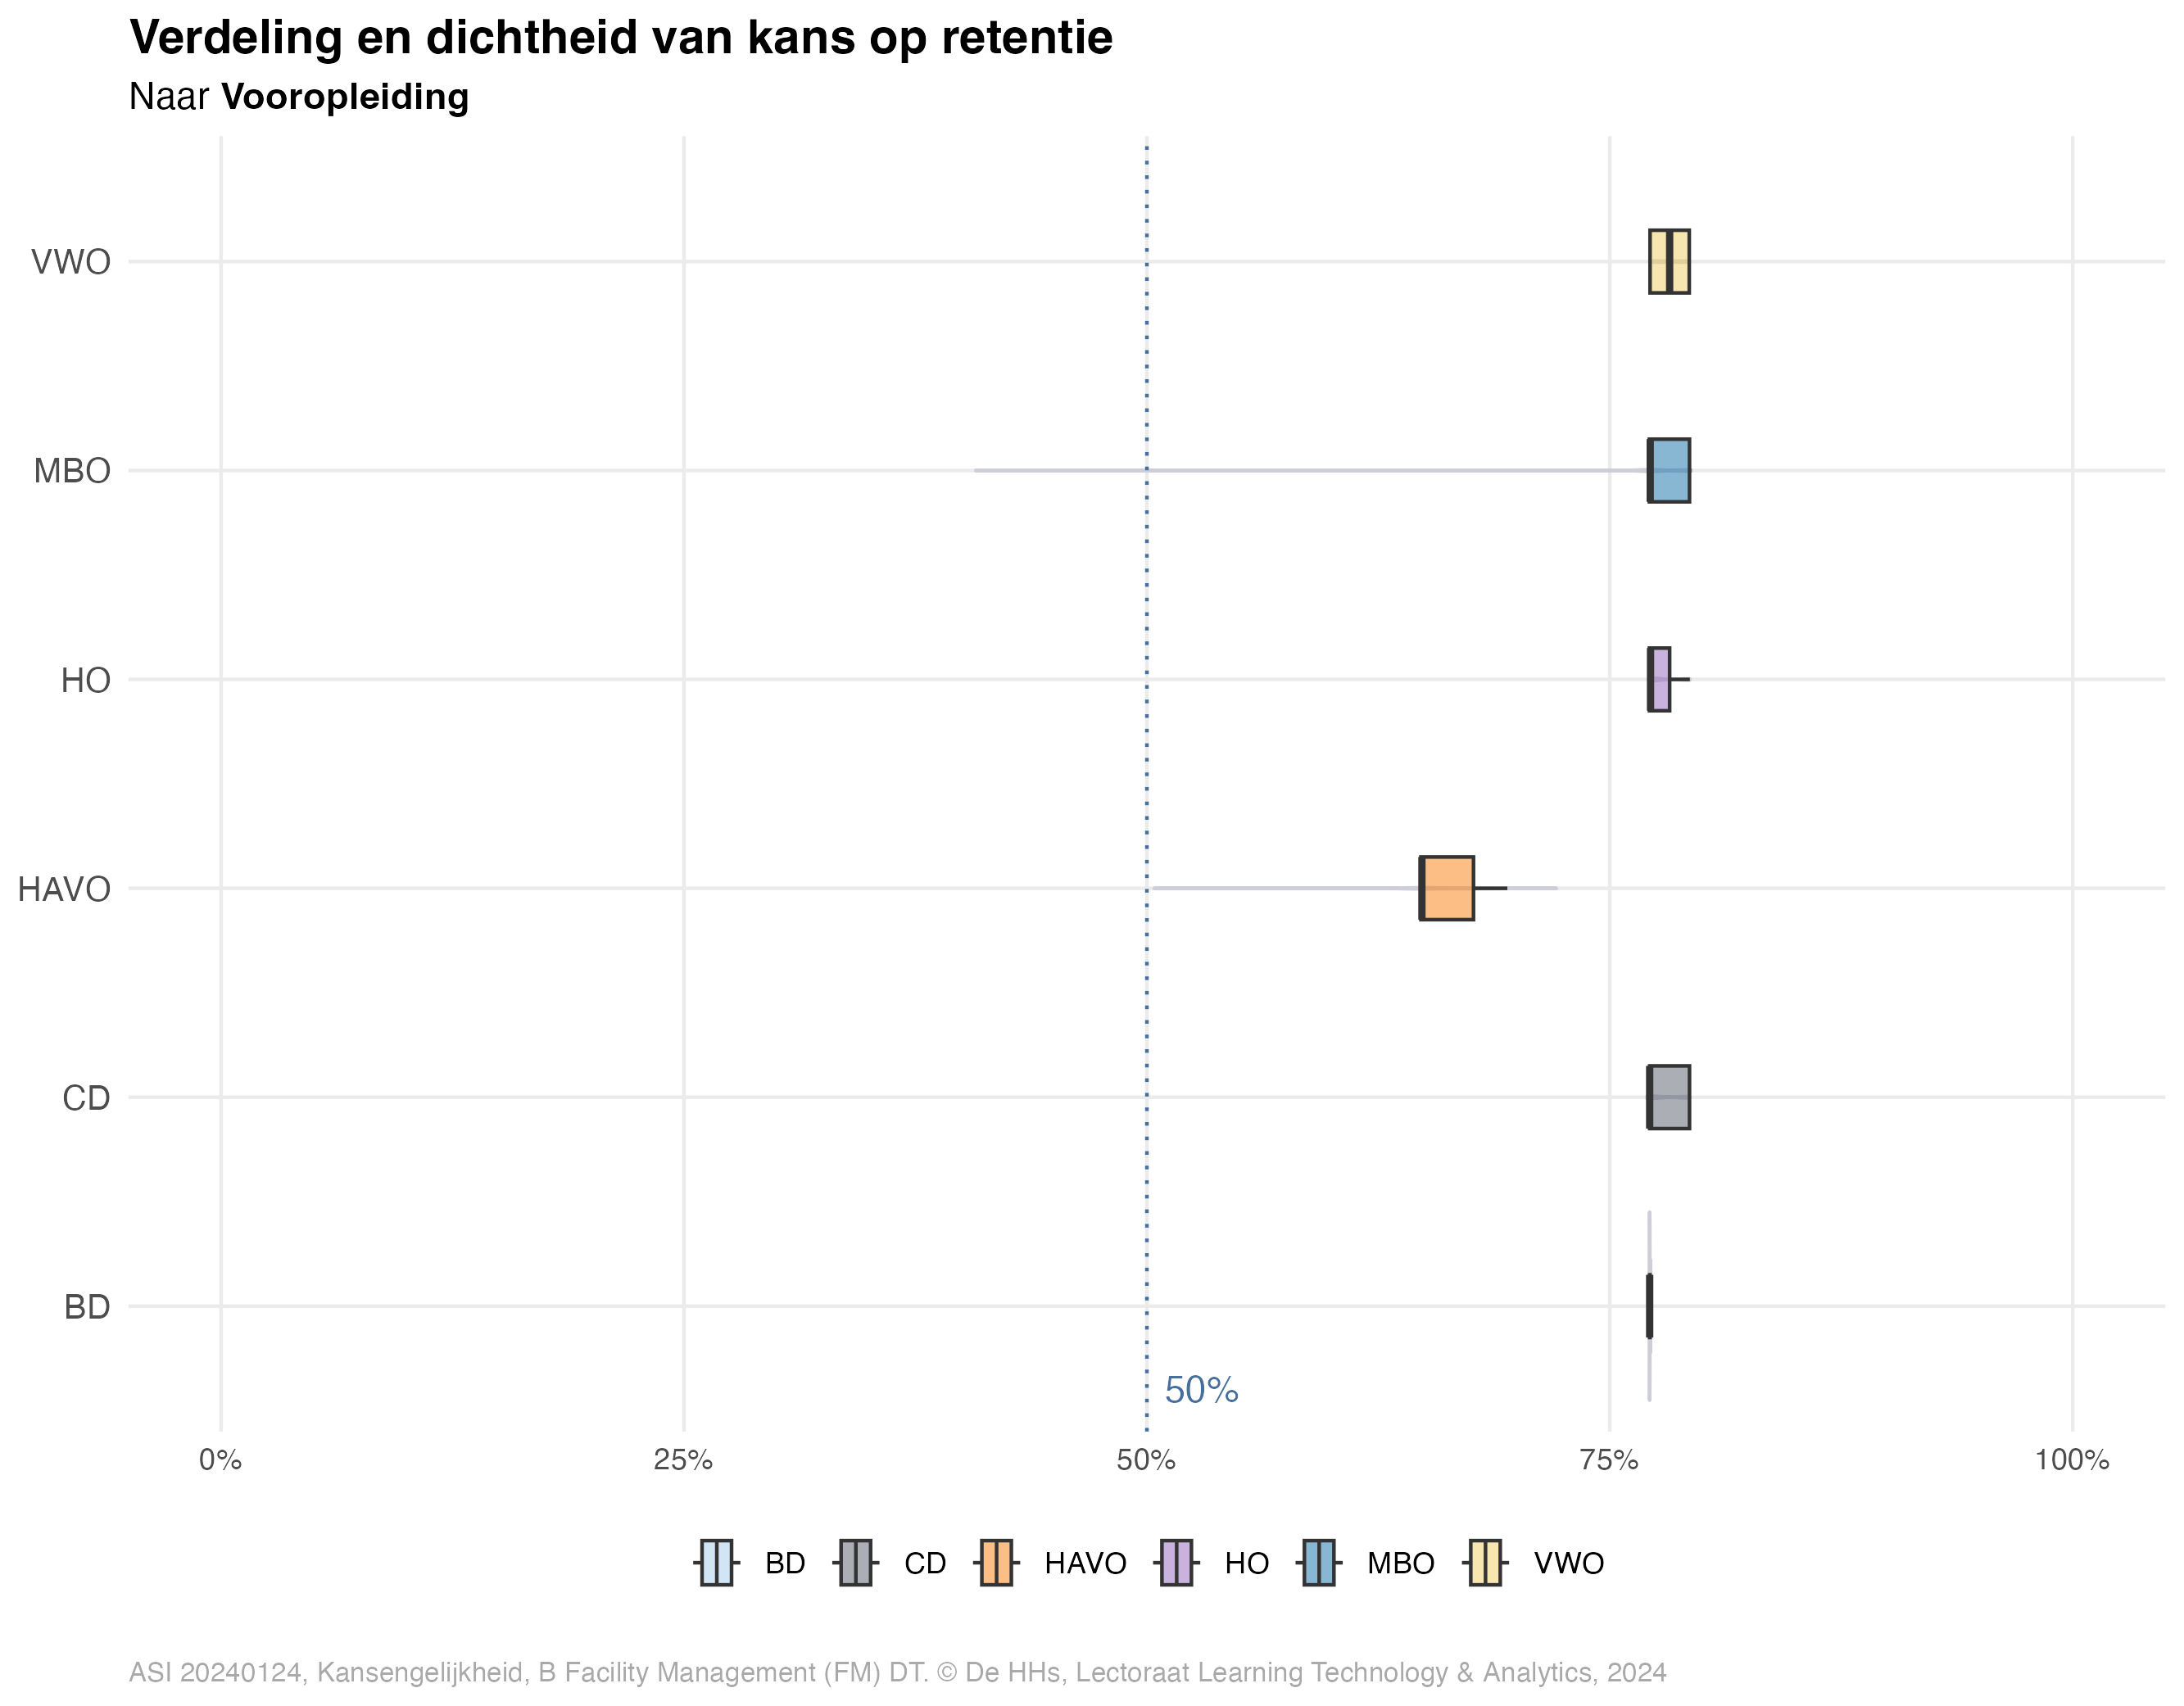 Verdeling en dichtheid van kans op retentie
Naar Vooropleiding
VWO
MBO
HO
HAVO
CD
BD
50%
0% 25% 50% 75% 100%
BD CD HAVO HO MBO VWO
ASI 20240124, Kansengelijkheid, B Facility Management (FM) DT. © De HHs, Lectoraat Learning Technology & Analytics, 2024